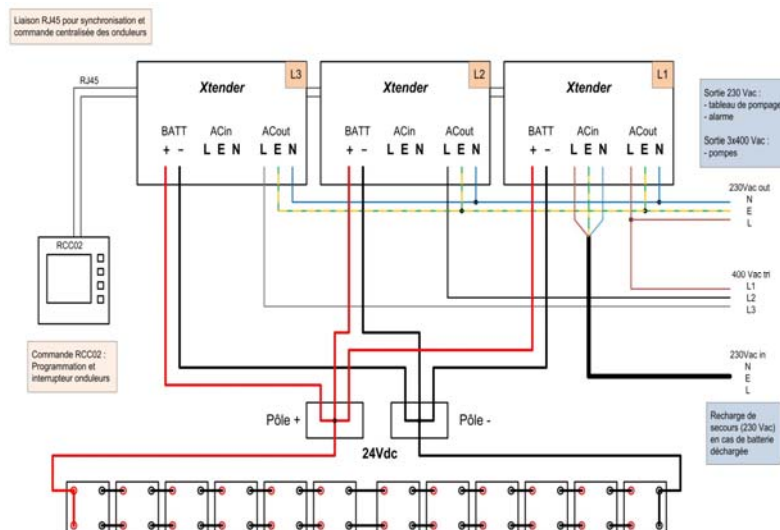 Liaison RJ45 pour synchronisation et
commande centralisée des onduleurs
RJ45
Xtender
L3
Xtender
L2
Xtender
L1
BATT
ACin
ACout
+ –
L E N
L E N
BATT
ACin
ACout
+ –
L E N
L E N
BATT
ACin
ACout
+ –
L E N
L E N
Sortie 230 Vac :
- tableau de pompage
- alarme
Sortie 3x400 Vac :
- pompes
230Vac out
N
E
L
RCC02
400 Vac tri
L1
L2
L3
Commande RCC02 :
Programmation et
interrupteur onduleurs
230Vac in
N
E
L
Pôle +
Pôle -
24Vdc
Recharge de
secours (230 Vac)
en cas de batterie
déchargée